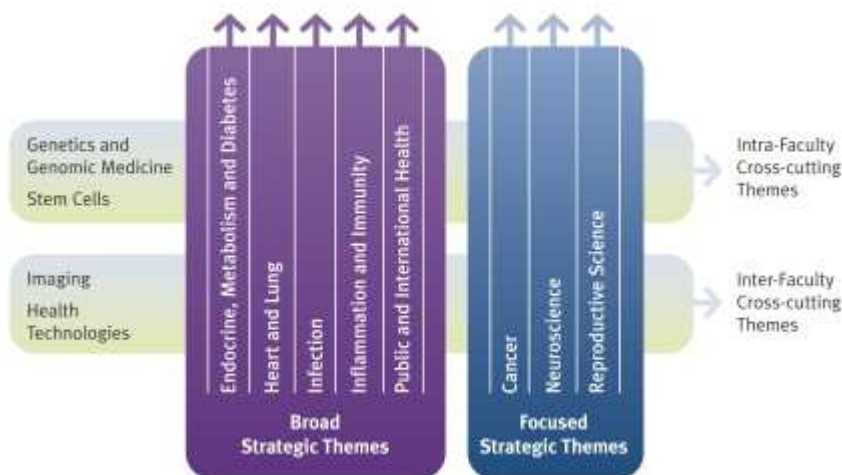 Genetics and
Genomic Medicine
Stem Cells
Imaging
Health
Technologies
Endocrine, Metabolism and Diabetes
Heart and Lung
Infection
Inflammation and Immunity
Public and International Health
Broad
Strategic Themes
Cancer
Neuroscience
Reproductive Science
Focused
Strategic Themes
Intra-Faculty
Cross-cutting
Themes
Inter-Faculty
Cross-cutting
Themes